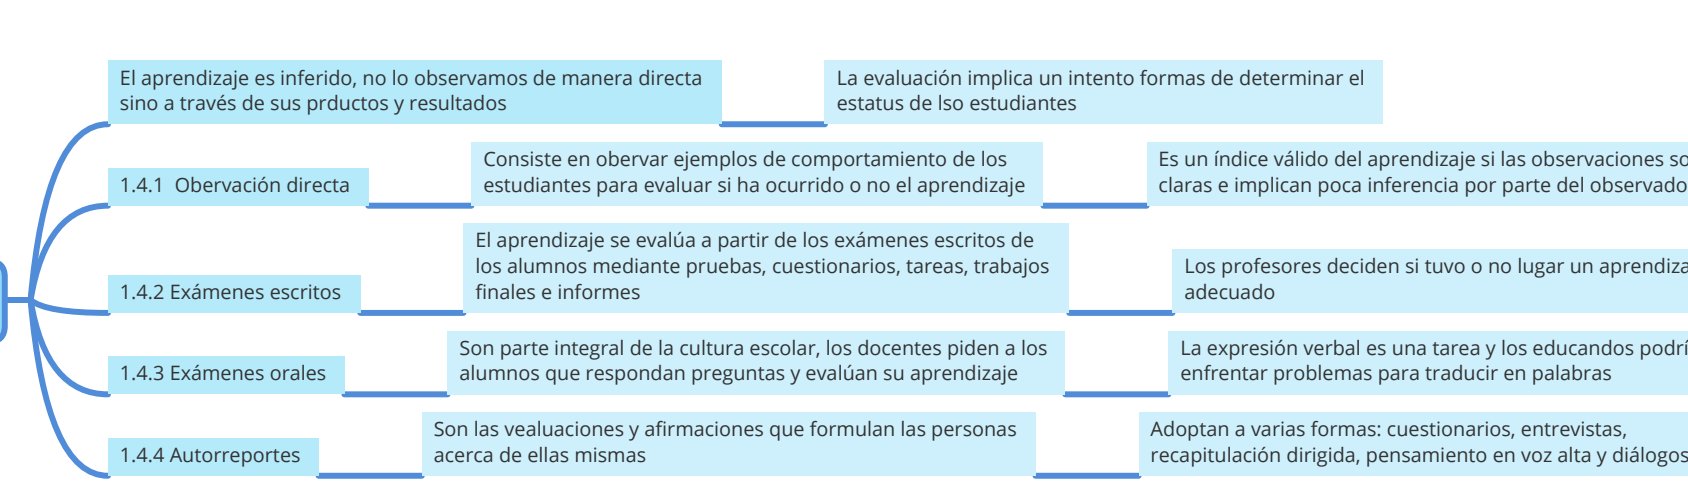 El aprendizaje es inferido, no lo observamos de manera directa
sino a través de sus prductos y resultados
La evaluación implica un intento formas de determinar el
estatus de lso estudiantes
1.4.1 Obervación directa
Consiste en obervar ejemplos de comportamiento de los
estudiantes para evaluar si ha ocurrido o no el aprendizaje
Es un índice válido del aprendizaje si las observaciones so
claras e implican poca inferencia por parte del observado
1.4.2 Exámenes escritos
El aprendizaje se evalúa a partir de los exámenes escritos de
los alumnos mediante pruebas, cuestionarios, tareas, trabajos
finales e informes
Los profesores deciden si tuvo o no lugar un aprendiza
adecuado
1.4.3 Exámenes orales
Son parte integral de la cultura escolar, los docentes piden a los
alumnos que respondan preguntas y evalúan su aprendizaje
La expresión verbal es una tarea y los educandos podrí
enfrentar problemas para traducir en palabras
1.4.4 Autorreportes
Son las vealuaciones y afirmaciones que formulan las personas
acerca de ellas mismas
Adoptan a varias formas: cuestionarios, entrevistas,
recapitulación dirigida, pensamiento en voz alta y diálogos